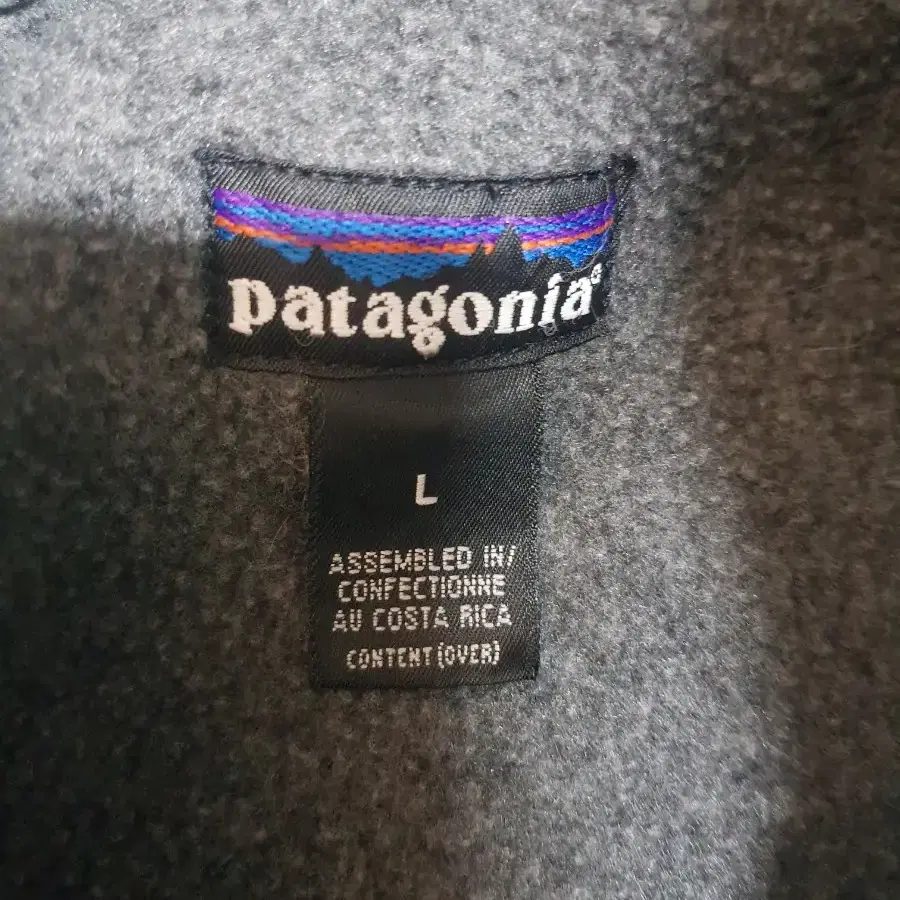 patagonia®
L
ASSEMBLED IN/
CONFECTIONNE
AU COSTA RICA
CONTENT (OVER)